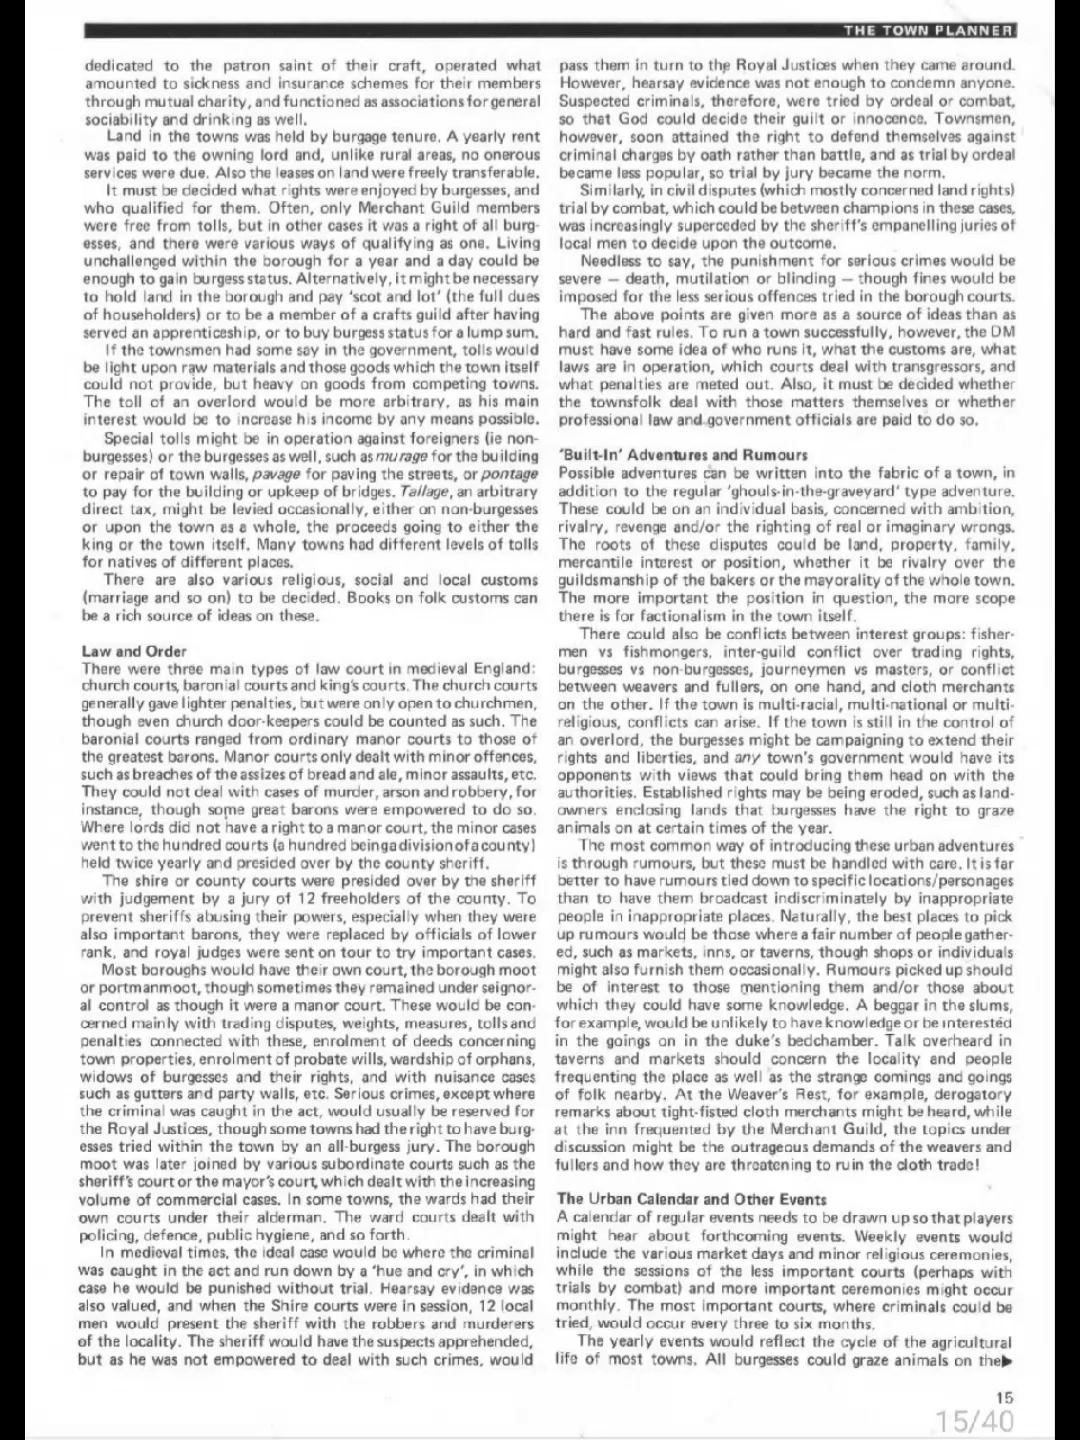 THE TOWN PLANNER
dedicated to the patron saint of their craft, operated what
amounted to sickness and insurance schemes for their members
through mutual charity, and functioned as associations for general
sociability and drinking as well.
Land in the towns was held by burgage tenure. A yearly rent
was paid to the owning lord and, unlike rural areas, no onerous
services were due. Also the leases on land were freely transferable.
It must be decided what rights were enjoyed by burgesses, and
who qualified for them. Often, only Merchant Guild members
were free from tolls, but in other cases it was a right of all burg-
esses, and there were various ways of qualifying as one. Living
unchallenged within the borough for a year and a day could be
enough to gain burgess status. Alternatively, it might be necessary
to hold land in the borough and pay 'scot and lot' (the full dues
of householders) or to be a member of a crafts guild after having
served an apprenticeship, or to buy burgess status for a lump sum.
If the townsmen had some say in the government, tolls would
be light upon raw materials and those goods which the town itself
could not provide, but heavy on goods from competing towns.
The toll of an overlord would be more arbitrary, as his main
interest would be to increase his income by any means possible.
Special tolls might be in operation against foreigners (ie non-
burgesses) or the burgesses as well, such as murage for the building
or repair of town walls, pavage for paving the streets, or pontage
to pay for the building or upkeep of bridges. Tallage, an arbitrary
direct tax, might be levied occasionally, either on non-burgesses
or upon the town as a whole, the proceeds going to either the
king or the town itself. Many towns had different levels of tolls
for natives of different places.
There are also various religious, social and local customs
(marriage and so on) to be decided. Books on folk customs can
be a rich source of ideas on these.
Law and Order
There were three main types of law court in medieval England:
church courts, baronial courts and king's courts. The church courts
generally gave lighter penalties, but were only open to churchmen,
though even church door-keepers could be counted as such. The
baronial courts ranged from ordinary manor courts to those of
the greatest barons. Manor courts only dealt with minor offences,
such as breaches of the assizes of bread and ale, minor assaults, etc.
They could not deal with cases of murder, arson and robbery, for
instance, though some great barons were empowered to do so.
Where lords did not have a right to a manor court, the minor cases
went to the hundred courts (a hundred being a division of a county)
held twice yearly and presided over by the county sheriff.
The shire or county courts were presided over by the sheriff
with judgement by a jury of 12 freeholders of the county. To
prevent sheriffs abusing their powers, especially when they were
also important barons, they were replaced by officials of lower
rank, and royal judges were sent on tour to try important cases.
Most boroughs would have their own court, the borough moot
or portmanmoot, though sometimes they remained under seignor-
al control as though it were a manor court. These would be con-
cerned mainly with trading disputes, weights, measures, tolls and
penalties connected with these, enrolment of deeds concerning
town properties, enrolment of probate wills, wardship of orphans,
widows of burgesses and their rights, and with nuisance cases
such as gutters and party walls, etc. Serious crimes, except where
the criminal was caught in the act, would usually be reserved for
the Royal Justices, though some towns had the right to have burg-
esses tried within the town by an all-burgess jury. The borough
moot was later joined by various subordinate courts such as the
sheriff's court or the mayor's court, which dealt with the increasing
volume of commercial cases. In some towns, the wards had their
own courts under their alderman. The ward courts dealt with
policing, defence, public hygiene, and so forth.
In medieval times, the ideal case would be where the criminal
was caught in the act and run down by a 'hue and cry', in which
case he would be punished without trial. Hearsay evidence was
also valued, and when the Shire courts were in session, 12 local
men would present the sheriff with the robbers and murderers
of the locality. The sheriff would have the suspects apprehended,
but as he was not empowered to deal with such crimes, would
pass them in turn to the Royal Justices when they came around.
However, hearsay evidence was not enough to condemn anyone.
Suspected criminals, therefore, were tried by ordeal or combat,
so that God could decide their guilt or innocence. Townsmen,
however, soon attained the right to defend themselves against
criminal charges by oath rather than battle, and as trial by ordeal
became less popular, so trial by jury became the norm.
Similarly, in civil disputes (which mostly concerned land rights)
trial by combat, which could be between champions in these cases,
was increasingly superceded by the sheriff's empanelling juries of
local men to decide upon the outcome.
Needless to say, the punishment for serious crimes would be
severe — death, mutilation or blinding — though fines would be
imposed for the less serious offences tried in the borough courts.
The above points are given more as a source of ideas than as
hard and fast rules. To run a town successfully, however, the DM
must have some idea of who runs it, what the customs are, what
laws are in operation, which courts deal with transgressors, and
what penalties are meted out. Also, it must be decided whether
the townsfolk deal with those matters themselves or whether
professional law and government officials are paid to do so.
'Built-In' Adventures and Rumours
Possible adventures can be written into the fabric of a town, in
addition to the regular 'ghouls-in-the-graveyard' type adventure.
These could be on an individual basis, concerned with ambition,
rivalry, revenge and/or the righting of real or imaginary wrongs.
The roots of these disputes could be land, property, family,
mercantile interest or position, whether it be rivalry over the
guildsmanship of the bakers or the mayorality of the whole town.
The more important the position in question, the more scope
there is for factionalism in the town itself.
There could also be conflicts between interest groups: fisher-
men vs fishmongers, inter-guild conflict over trading rights,
burgesses vs non-burgesses, journeymen vs masters, or conflict
between weavers and fullers, on one hand, and cloth merchants
on the other. If the town is multi-racial, multi-national or multi-
religious, conflicts can arise. If the town is still in the control of
an overlord, the burgesses might be campaigning to extend their
rights and liberties, and any town's government would have its
opponents with views that could bring them head on with the
authorities. Established rights may be being eroded, such as land-
owners enclosing lands that burgesses have the right to graze
animals on at certain times of the year.
The most common way of introducing these urban adventures
is through rumours, but these must be handled with care. It is far
better to have rumours tied down to specific locations/personages
than to have them broadcast indiscriminately by inappropriate
people in inappropriate places. Naturally, the best places to pick
up rumours would be those where a fair number of people gather-
ed, such as markets, inns, or taverns, though shops or individuals
might also furnish them occasionally. Rumours picked up should
be of interest to those mentioning them and/or those about
which they could have some knowledge. A beggar in the slums,
for example, would be unlikely to have knowledge or be interested
in the goings on in the duke's bedchamber. Talk overheard in
taverns and markets should concern the locality and people
frequenting the place as well as the strange comings and goings
of folk nearby. At the Weaver's Rest, for example, derogatory
remarks about tight-fisted cloth merchants might be heard, while
at the inn frequented by the Merchant Guild, the topics under
discussion might be the outrageous demands of the weavers and
fullers and how they are threatening to ruin the cloth trade!
The Urban Calendar and Other Events
A calendar of regular events needs to be drawn up so that players
might hear about forthcoming events. Weekly events would
include the various market days and minor religious ceremonies,
while the sessions of the less important courts (perhaps with
trials by combat) and more important ceremonies might occur
monthly. The most important courts, where criminals could be
tried, would occur every three to six months.
The yearly events would reflect the cycle of the agricultural
life of most towns. All burgesses could graze animals on the▶
15
15/40